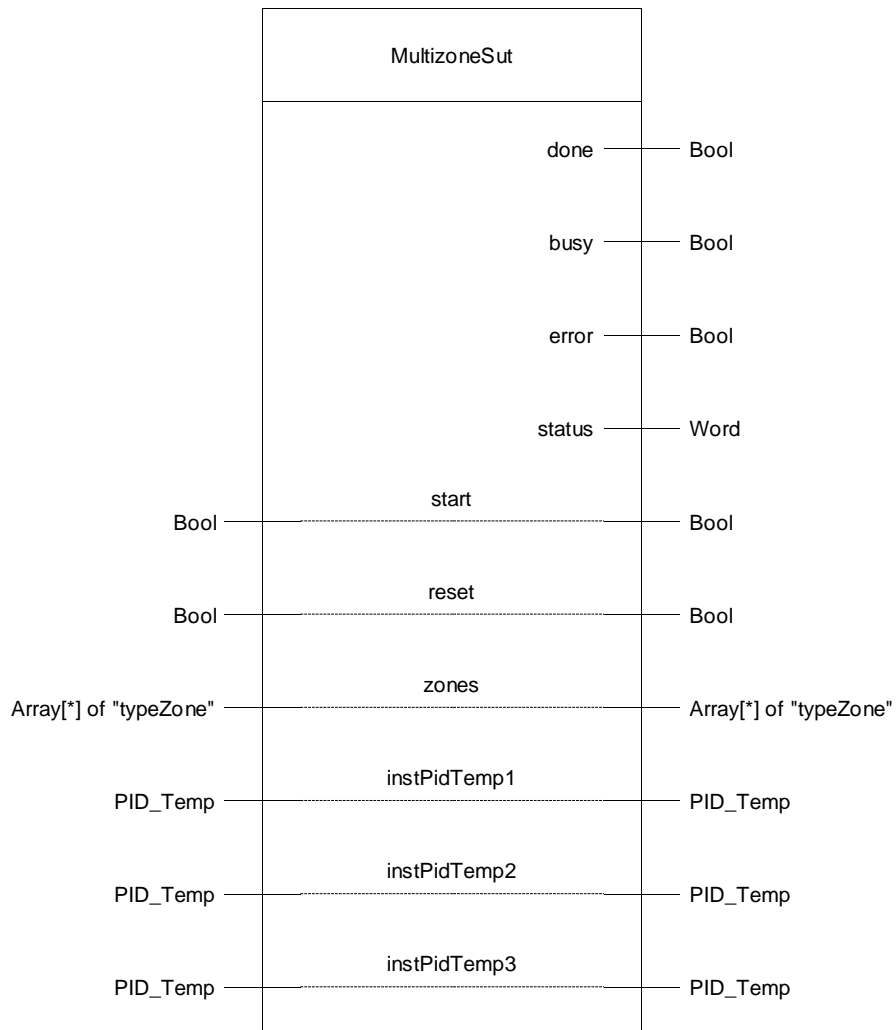 MultizoneSut
done Bool
busy Bool
error Bool
status Word
start
Bool Bool
reset
Bool Bool
zones
Array[*] of "typeZone" Array[*] of "typeZone"
instPidTemp1
PID_Temp PID_Temp
instPidTemp2
PID_Temp PID_Temp
instPidTemp3
PID_Temp PID_Temp